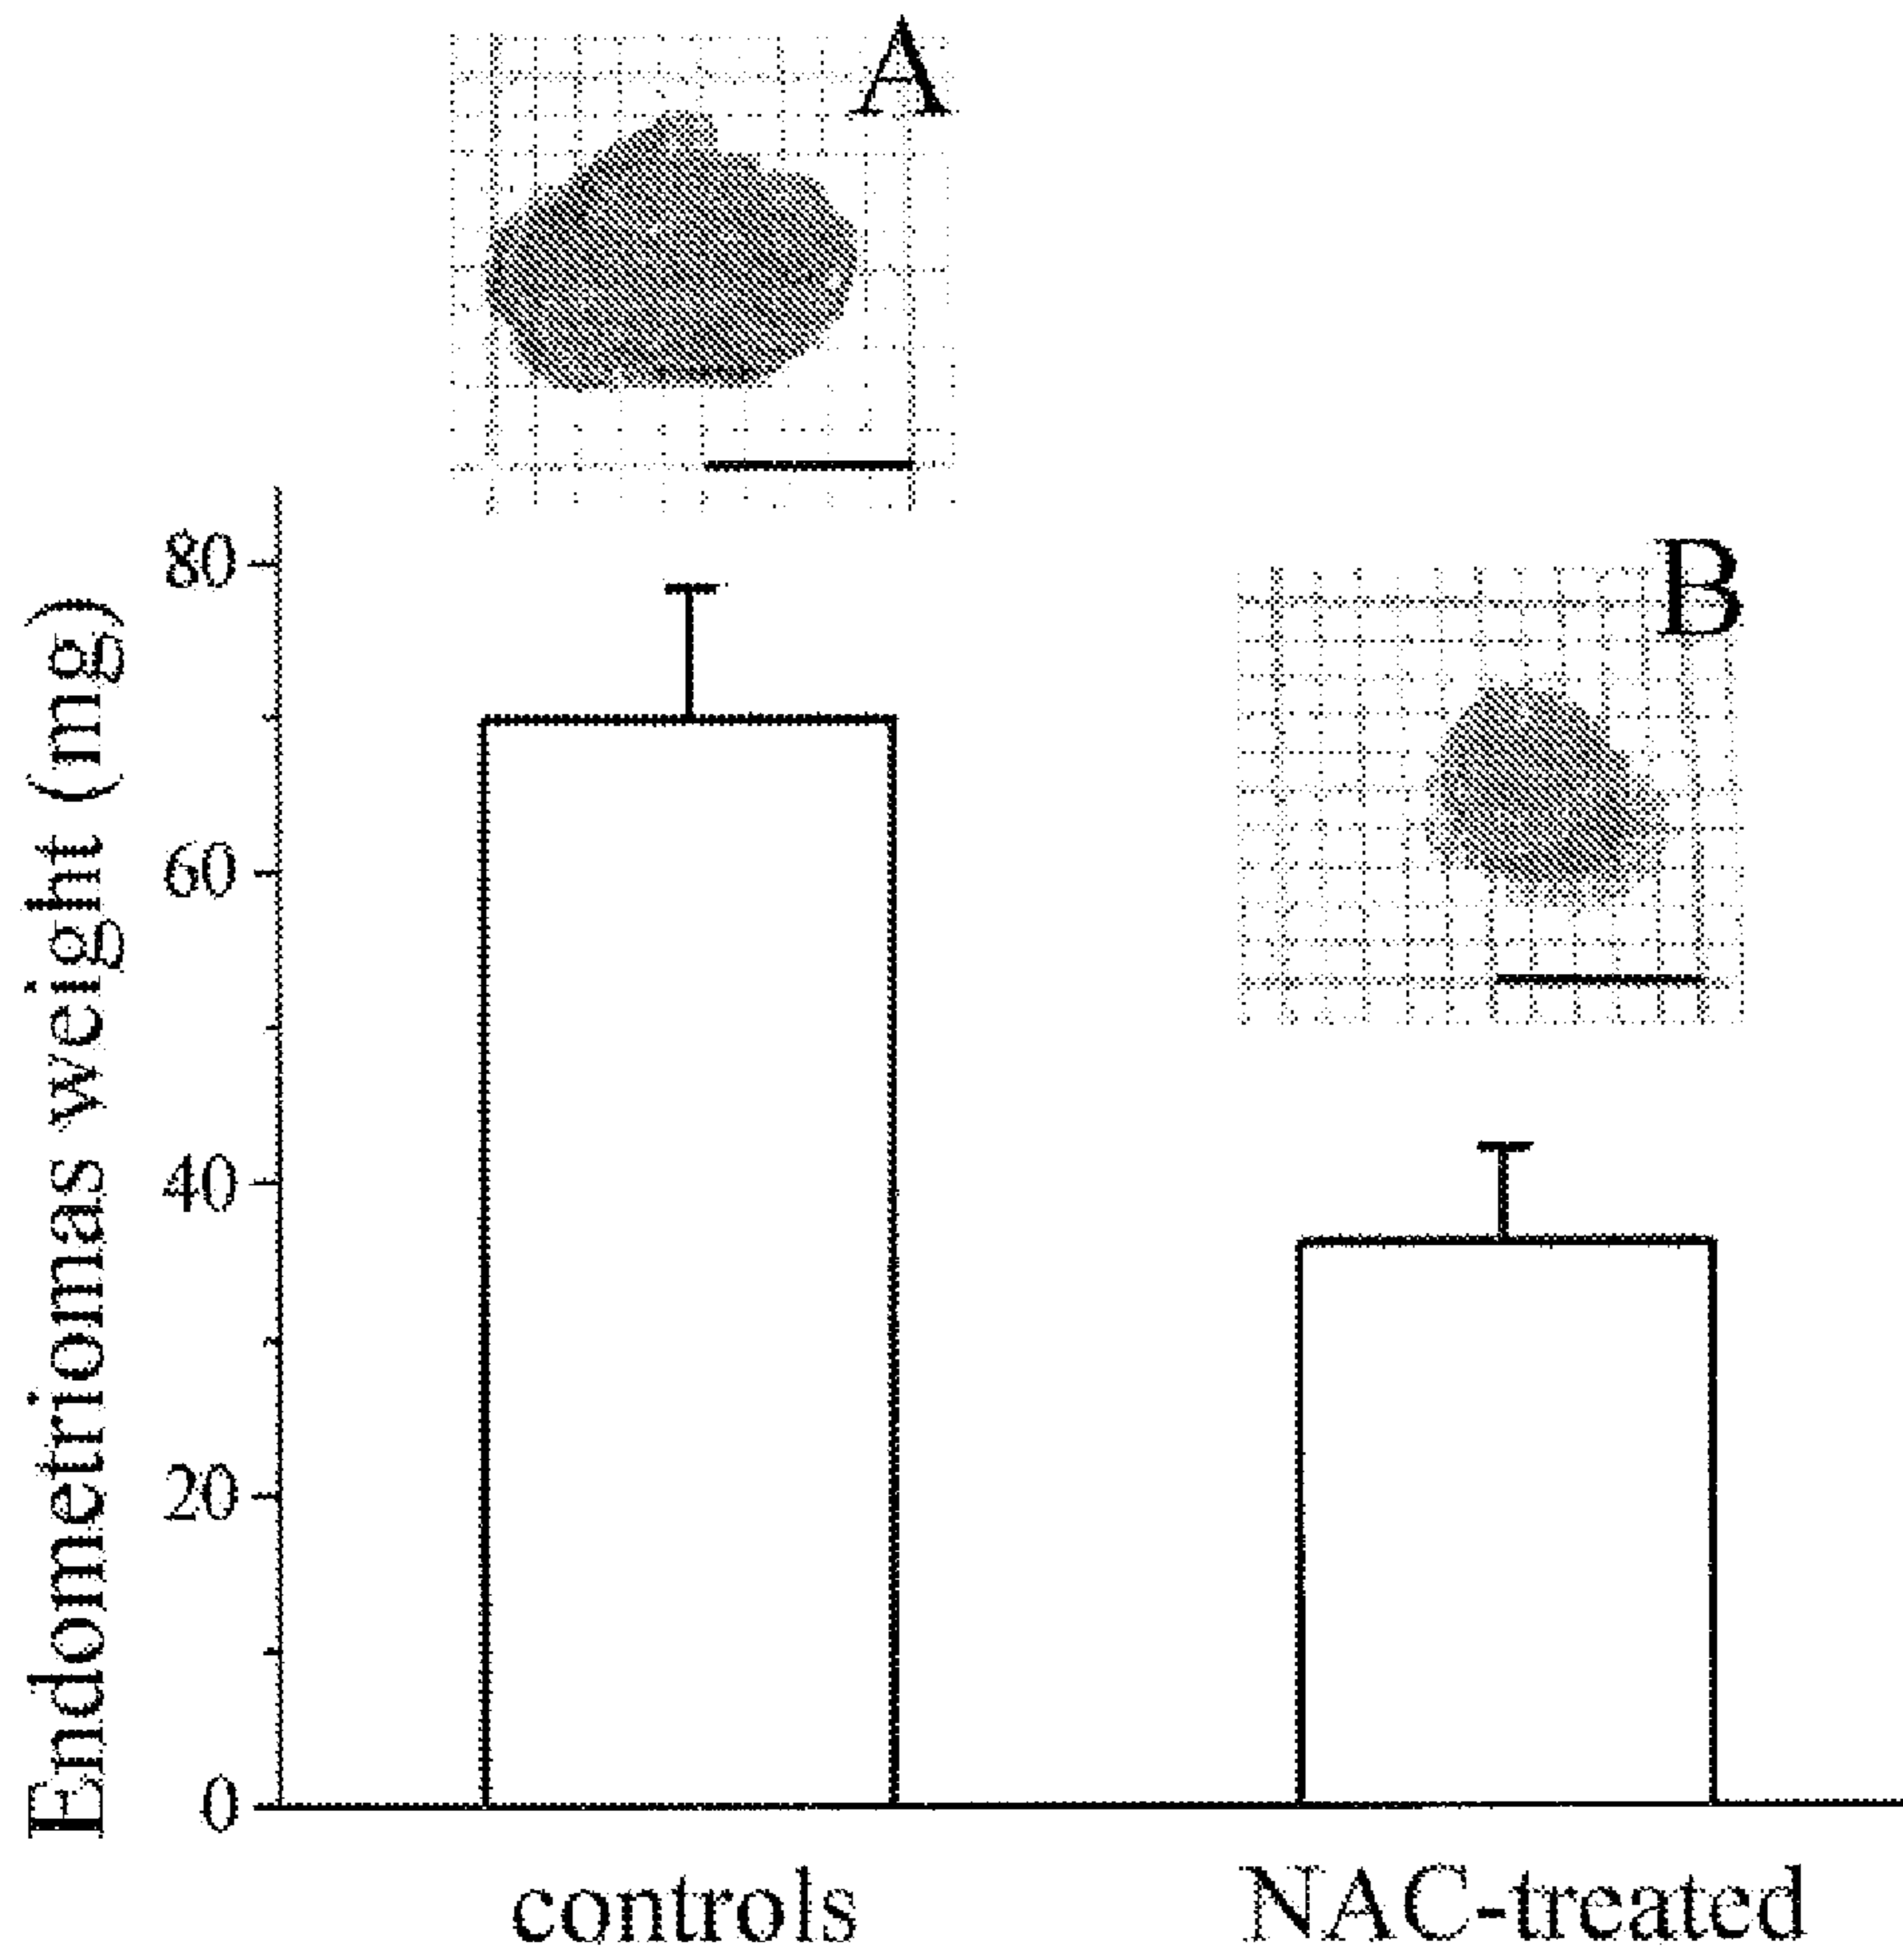 A
B
Endometriomas weight (mg)
80
60
40
20
0
controls
NAC-treated